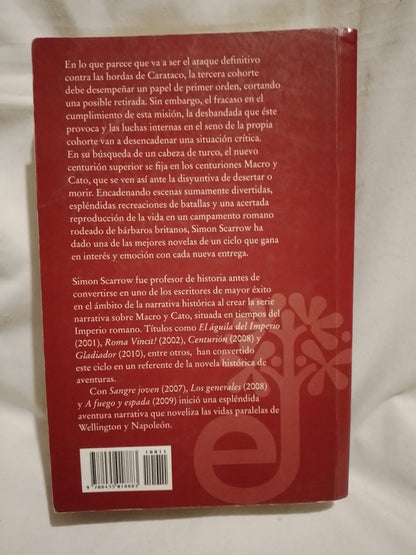 En lo que parece que va a ser el ataque definitivo
contra las hordas de Carataco, la tercera cohorte
debe desempeñar un papel de primer orden, cortando
una posible retirada. Sin embargo, el fracaso en el
cumplimiento de esta misión, la desbandada que éste
provoca y las luchas internas en el seno de la propia
cohorte van a desencadenar una situación crítica.
En su búsqueda de un cabeza de turco, el nuevo
centurión superior se fija en los centuriones Macro y
Cato, que se ven así ante la disyuntiva de desertar o
morir. Encadenando escenas sumamente divertidas,
espléndidas recreaciones de batallas y una acertada
reproducción de la vida en un campamento romano
rodeado de bárbaros britanos, Simon Scarrow ha
dado una de las mejores novelas de un ciclo que gana
en interés y emoción con cada nueva entrega.
Simon Scarrow fue profesor de historia antes de
convertirse en uno de los escritores de mayor éxito
en el ámbito de la narrativa histórica al crear la serie
narrativa sobre Macro y Cato, situada en tiempos del
Imperio romano. Títulos como El águila del Imperio
(2001), Roma Vincit! (2002), Centurión (2008) y
Gladiador (2010), entre otros, han convertido
este ciclo en un referente de la novela histórica de
aventuras.
Con Sangre joven (2007), Los generales (2008)
y A fuego y espada (2009) inició una espléndida
aventura narrativa que noveliza las vidas paralelas de
Wellington y Napoleón.
10011